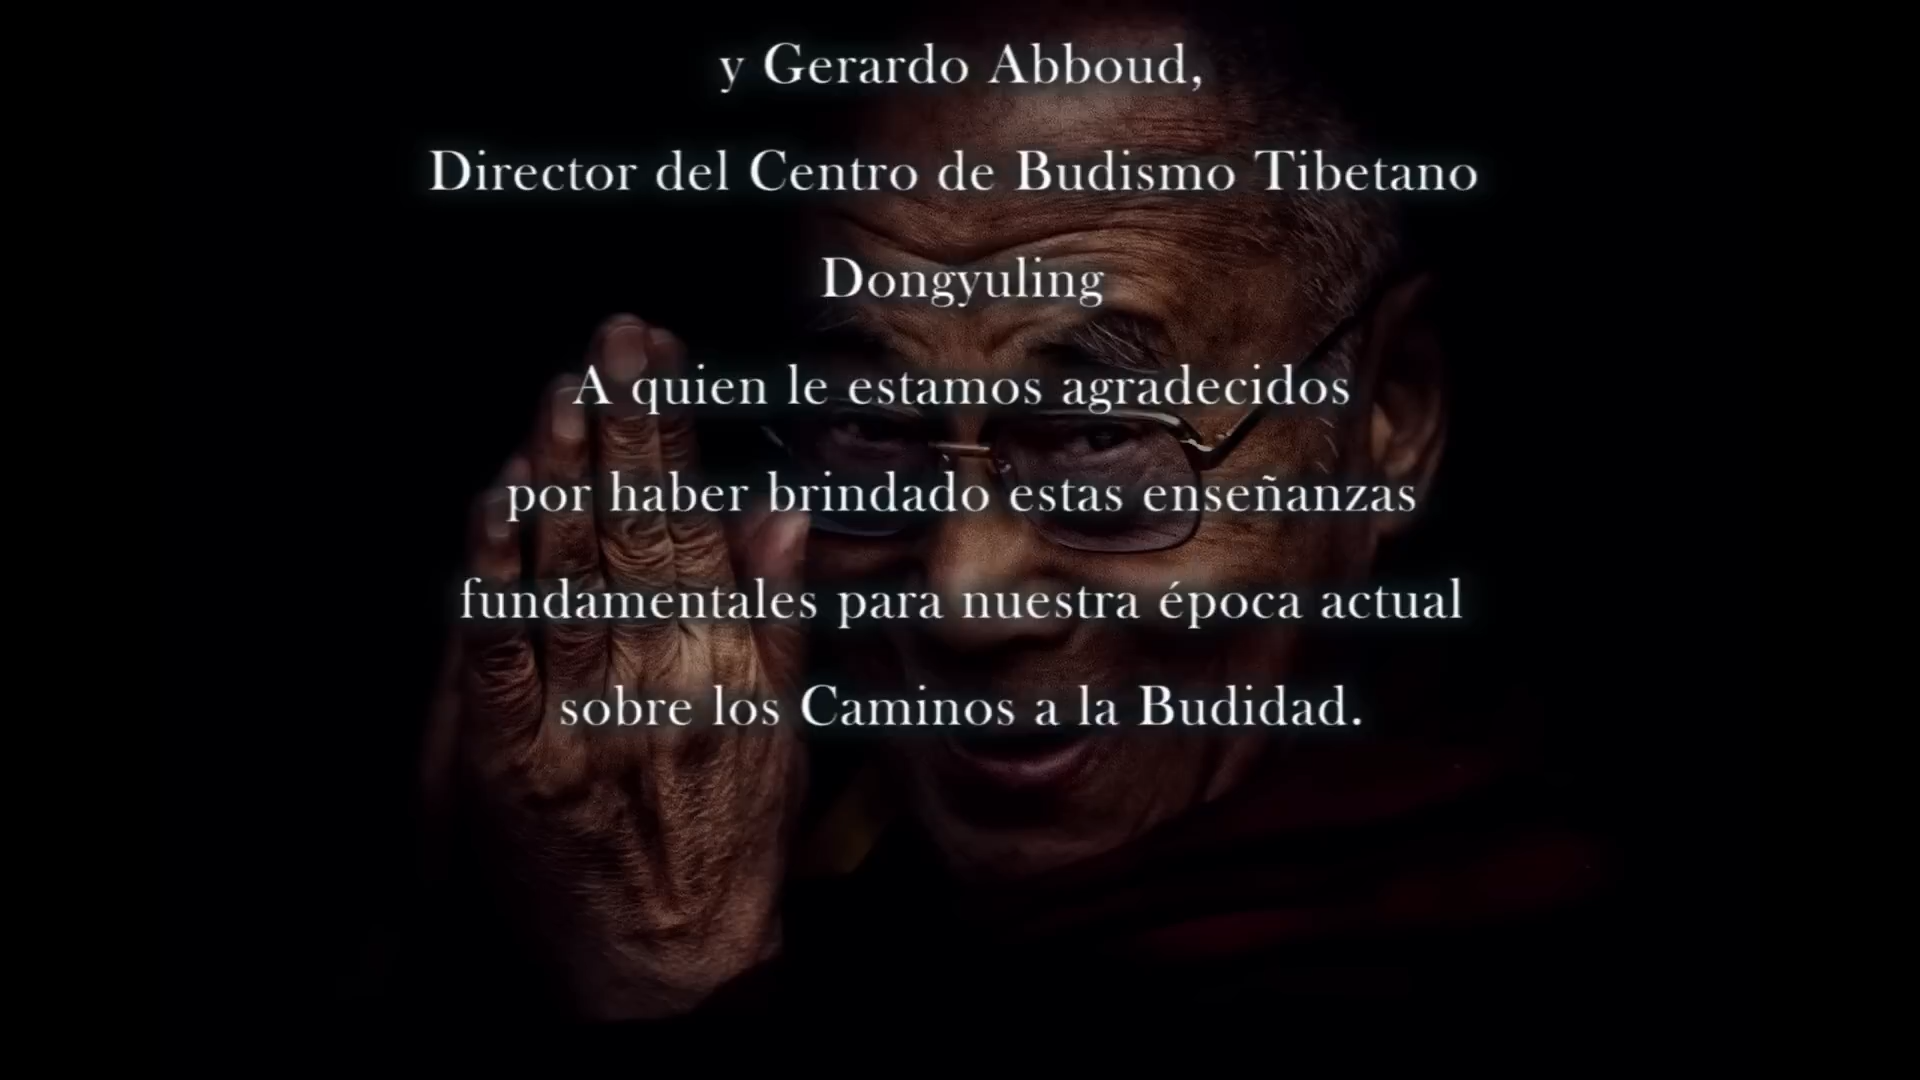 y Gerardo Abboud,
Director del Centro de Budismo Tibetano
Dongyuling
A quien le estamos agradecidos
por haber brindado estas enseñanzas
fundamentales para nuestra época actual
sobre los Caminos a la Budidad.